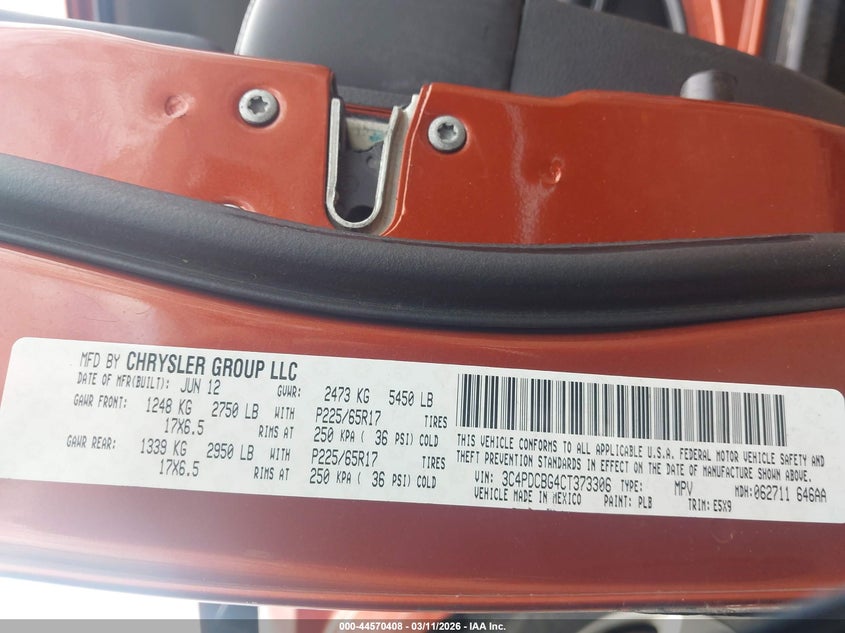 MFD BY CHRYSLER GROUP LLC
DATE OF MFR(BUILT): JUN 12 GVWR: 2473 KG 5450 LB
GAWR FRONT: 1248 KG 2750 LB WITH P225/65R17 TIRES
17X6.5 RIMS AT 250 KPA ( 36 PSI) COLD
GAWR REAR: 1339 KG 2950 LB WITH P225/65R17 TIRES
17X6.5 RIMS AT 250 KPA ( 36 PSI) COLD
THIS VEHICLE CONFORMS TO ALL APPLICABLE U.S.A. FEDERAL MOTOR VEHICLE SAFETY AND
THEFT PREVENTION STANDARDS IN EFFECT ON THE DATE OF MANUFACTURE SHOWN ABOVE.
VIN: 3C4PDCBG4CT373306 TYPE: MPV MDH: 062711 646AA
VEHICLE MADE IN MEXICO PAINT: PLB TRIM: E5X9
000-44570408 - 03/11/2026 - IAA Inc.